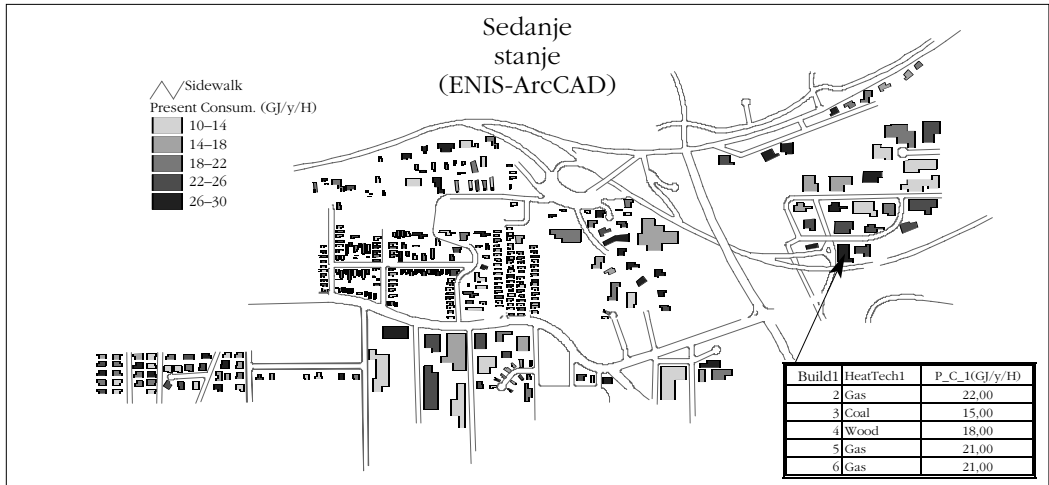 Sedanje
stanje
(ENIS-ArcCAD)
Sidewalk
Present Consum. (GJ/y/H)
10–14
14–18
18–22
22–26
26–30
Build1 HeatTech1 P_C_1(GJ/y/H)
2 Gas 22,00
3 Coal 15,00
4 Wood 18,00
5 Gas 21,00
6 Gas 21,00